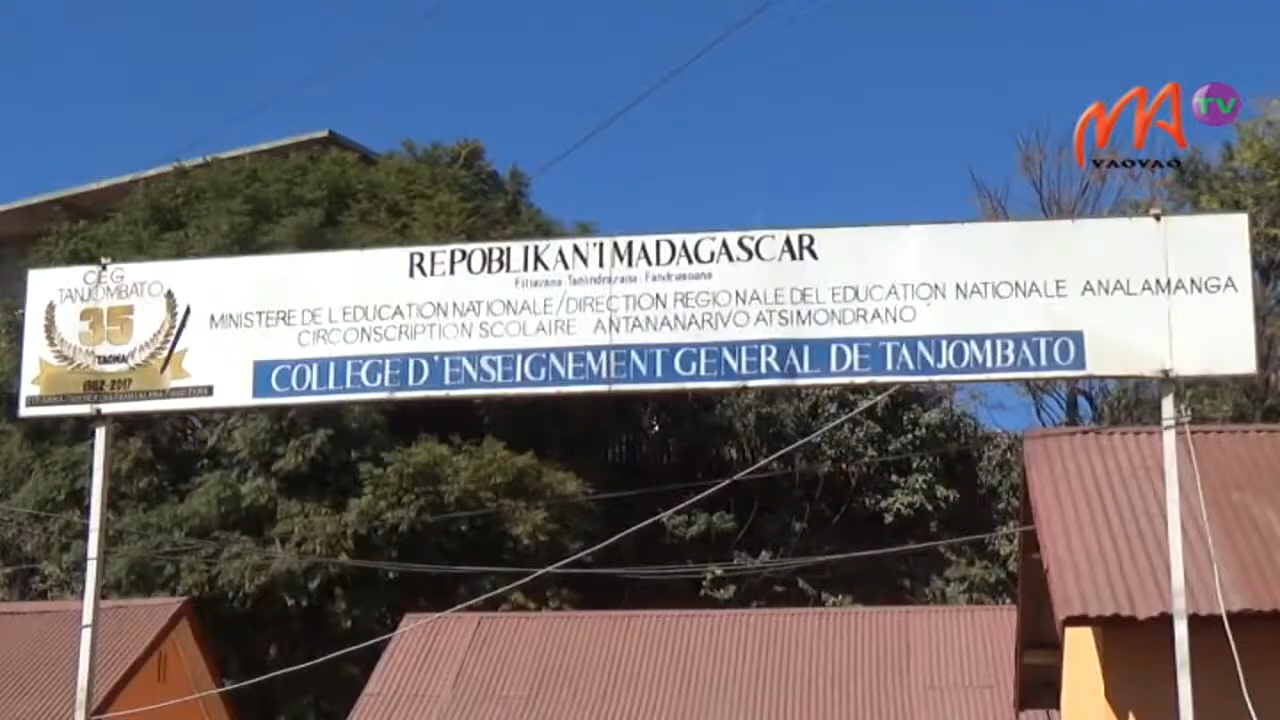 MA TV
VAOVAO
REPOBLIKAN'I MADAGASCAR
Fitiavana Tanindrazana Fandrosoana
MINISTERE DE L'EDUCATION NATIONALE/DIRECTION REGIONALE DE L'EDUCATION NATIONALE ANALAMANGA
CIRCONSCRIPTION SCOLAIRE ANTANANARIVO ATSIMONDRANO
COLLEGE D'ENSEIGNEMENT GENERAL DE TANJOMBATO
C.E.G
TANJOMBATO
35
TAONA
1982-2017